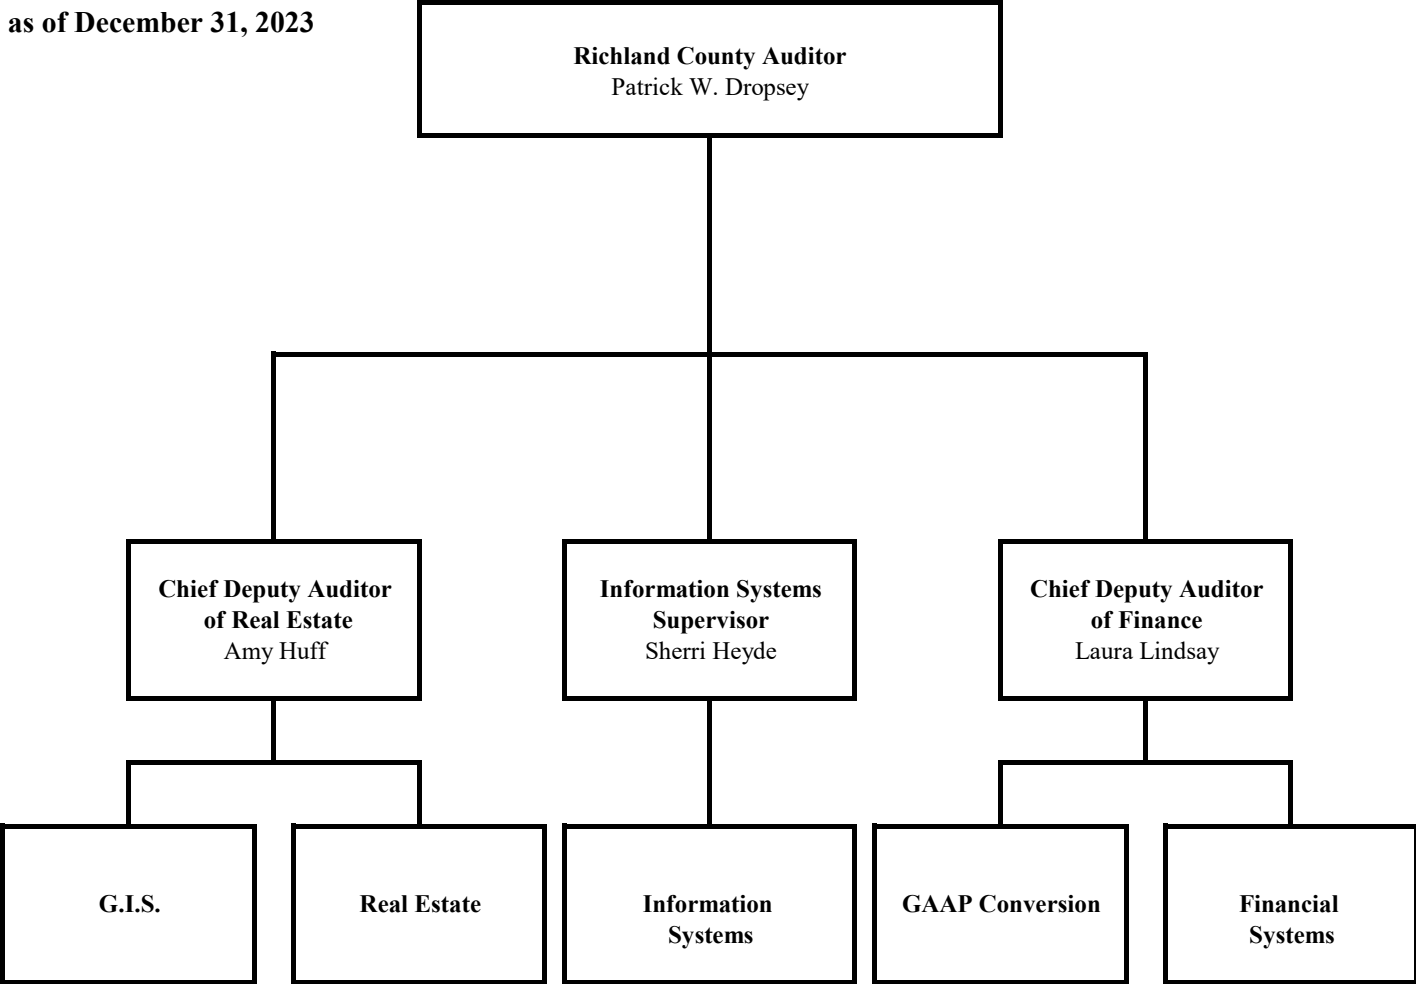 as of December 31, 2023
Richland County Auditor
Patrick W. Dropsey
Chief Deputy Auditor
of Real Estate
Amy Huff
Information Systems
Supervisor
Sherri Heyde
Chief Deputy Auditor
of Finance
Laura Lindsay
G.I.S.
Real Estate
Information
Systems
GAAP Conversion
Financial
Systems